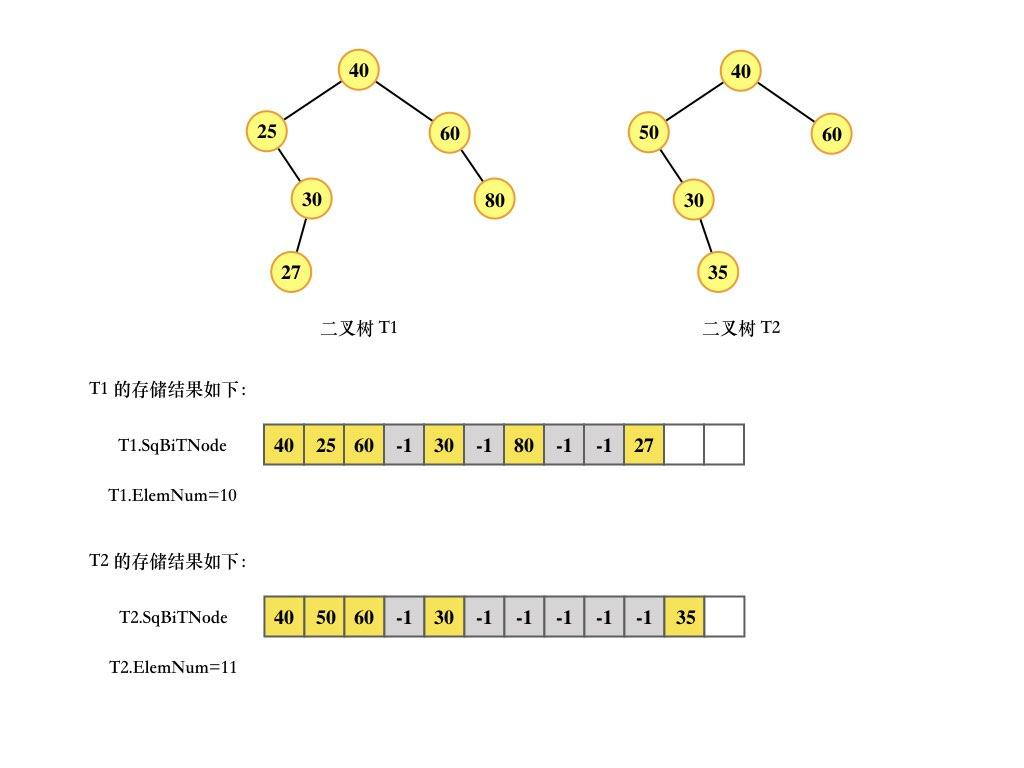 40 40
25 60 50 60
30 80 30
27 35
二叉树 T1 二叉树 T2
T1 的存储结果如下：
T1.SqBiTNode 40 25 60 -1 30 -1 80 -1 -1 27
T1.ElemNum=10
T2 的存储结果如下：
T2.SqBiTNode 40 50 60 -1 30 -1 -1 -1 -1 -1 35
T2.ElemNum=11